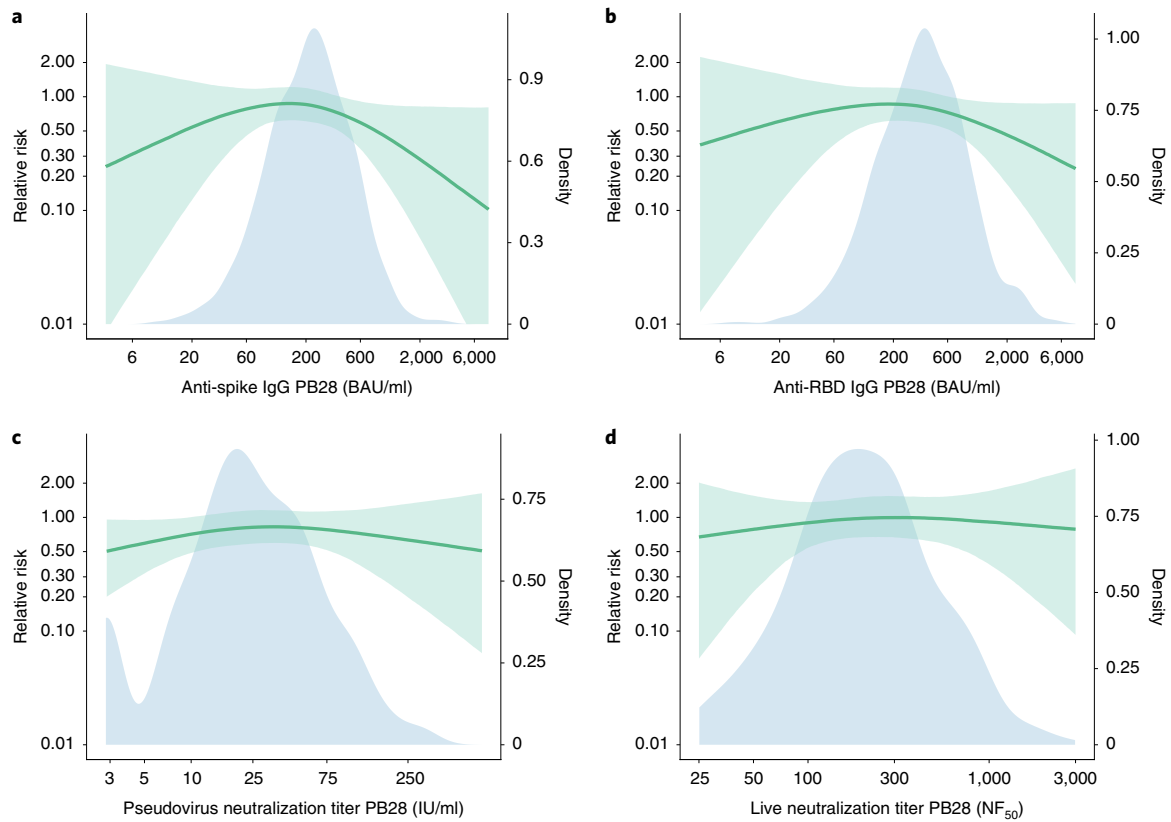 a
Relative risk
2.00
1.00
0.50
0.30
0.20
0.10
0.01
0.9
0.6
0.3
0
Density
6 20 60 200 600 2,000 6,000
Anti-spike IgG PB28 (BAU/ml)
b
Relative risk
2.00
1.00
0.50
0.30
0.20
0.10
0.01
1.00
0.75
0.50
0.25
0
Density
6 20 60 200 600 2,000 6,000
Anti-RBD IgG PB28 (BAU/ml)
c
Relative risk
2.00
1.00
0.50
0.30
0.20
0.10
0.01
0.75
0.50
0.25
0
Density
3 5 10 25 75 250
Pseudovirus neutralization titer PB28 (IU/ml)
d
Relative risk
2.00
1.00
0.50
0.30
0.20
0.10
0.01
1.00
0.75
0.50
0.25
0
Density
25 50 100 300 1,000 3,000
Live neutralization titer PB28 (NF₅₀)